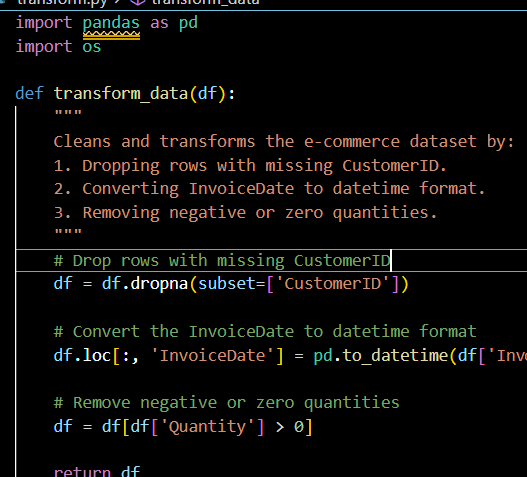 transform.py > transform_data
import pandas as pd
import os
def transform_data(df):
"""
Cleans and transforms the e-commerce dataset by:
1. Dropping rows with missing CustomerID.
2. Converting InvoiceDate to datetime format.
3. Removing negative or zero quantities.
"""
# Drop rows with missing CustomerID
df = df.dropna(subset=['CustomerID'])
# Convert the InvoiceDate to datetime format
df.loc[:, 'InvoiceDate'] = pd.to_datetime(df['Inv
# Remove negative or zero quantities
df = df[df['Quantity'] > 0]
return df